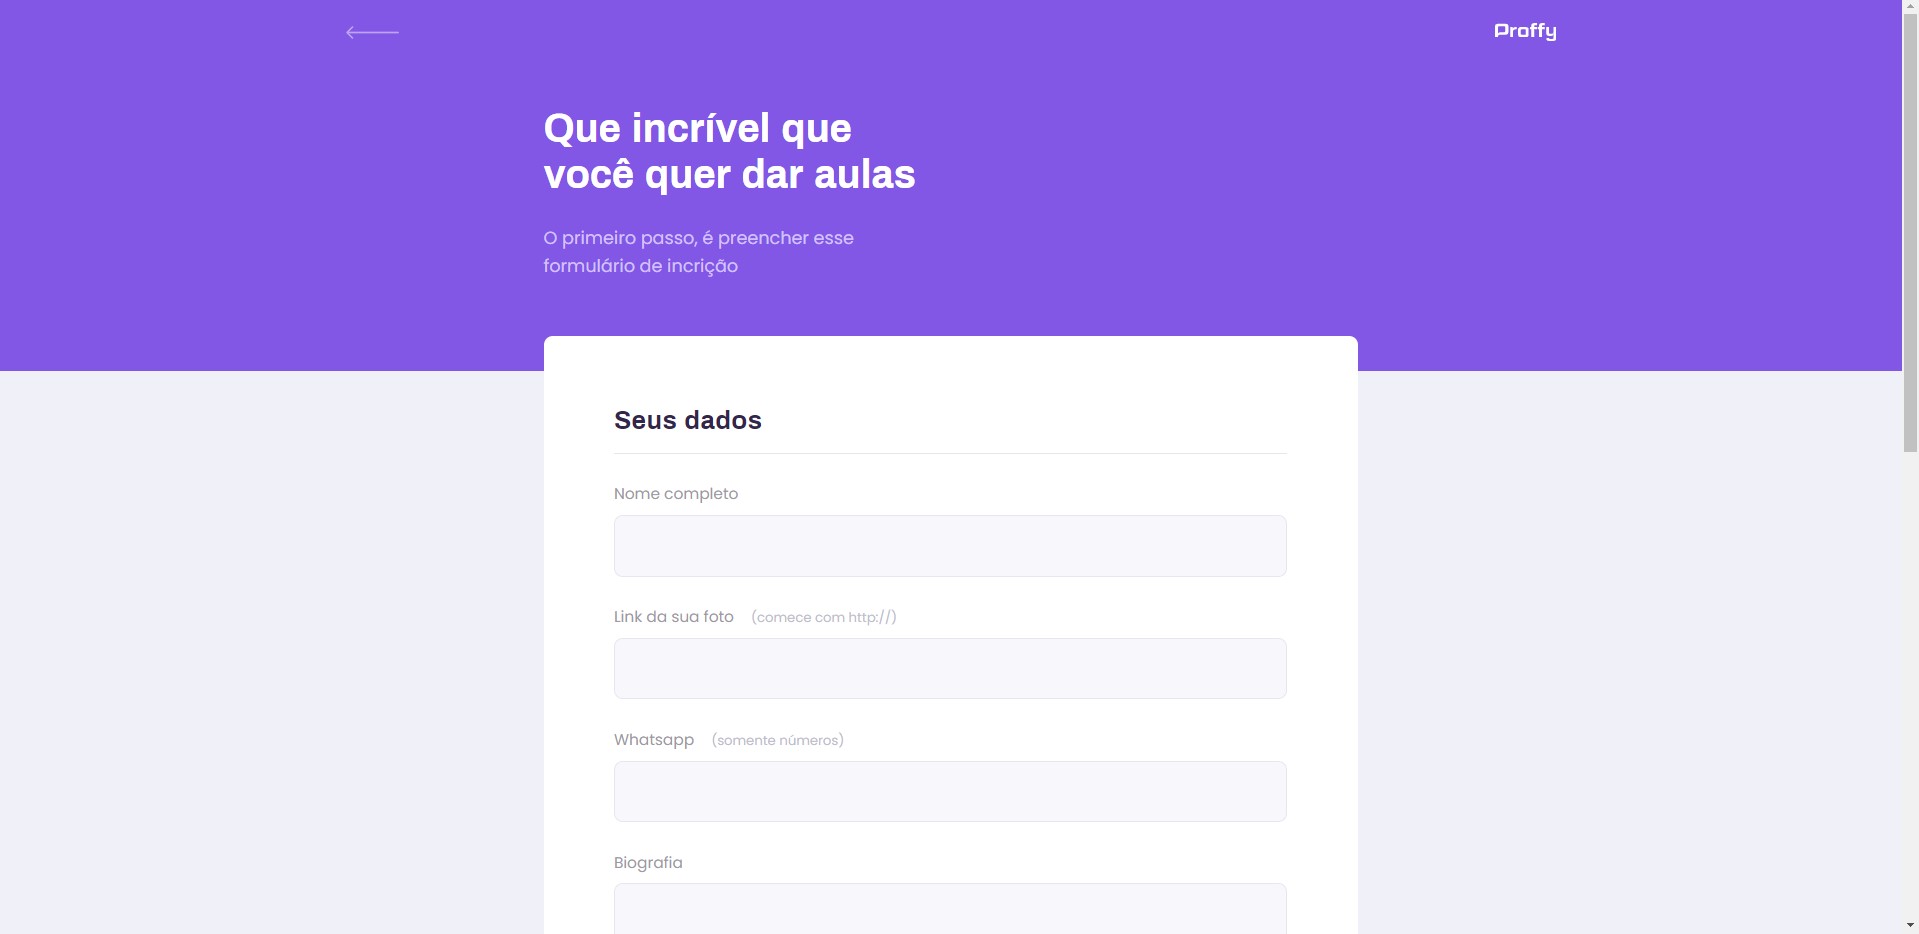 Proffy
Que incrível que
você quer dar aulas
O primeiro passo, é preencher esse
formulário de incrição
Seus dados
Nome completo
Link da sua foto (comece com http://)
Whatsapp (somente números)
Biografia